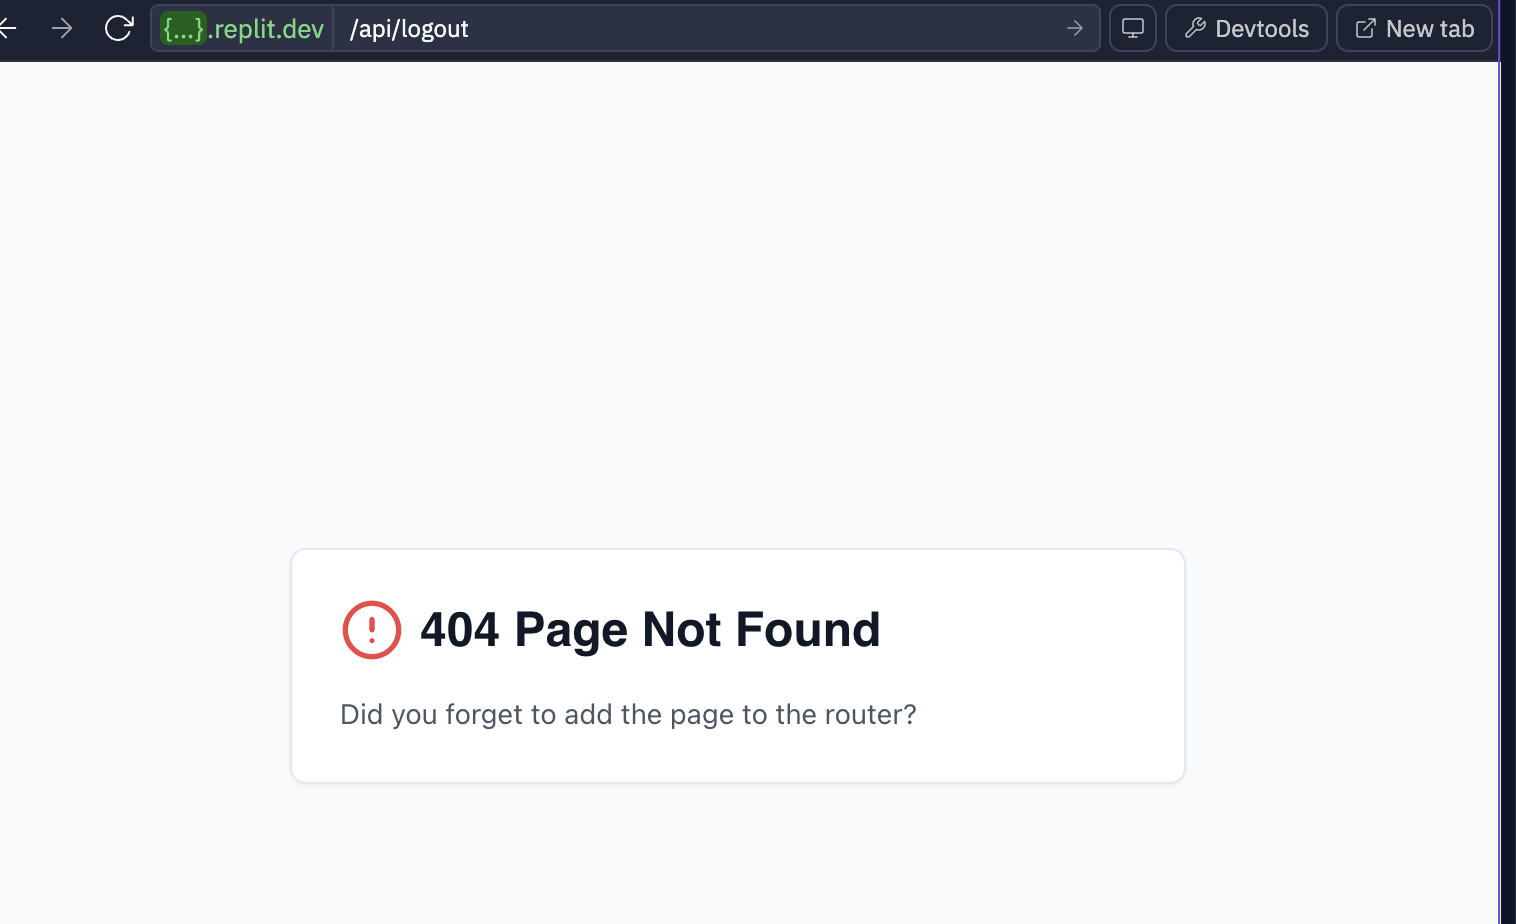 {...}.replit.dev /api/logout Devtools New tab
404 Page Not Found
Did you forget to add the page to the router?